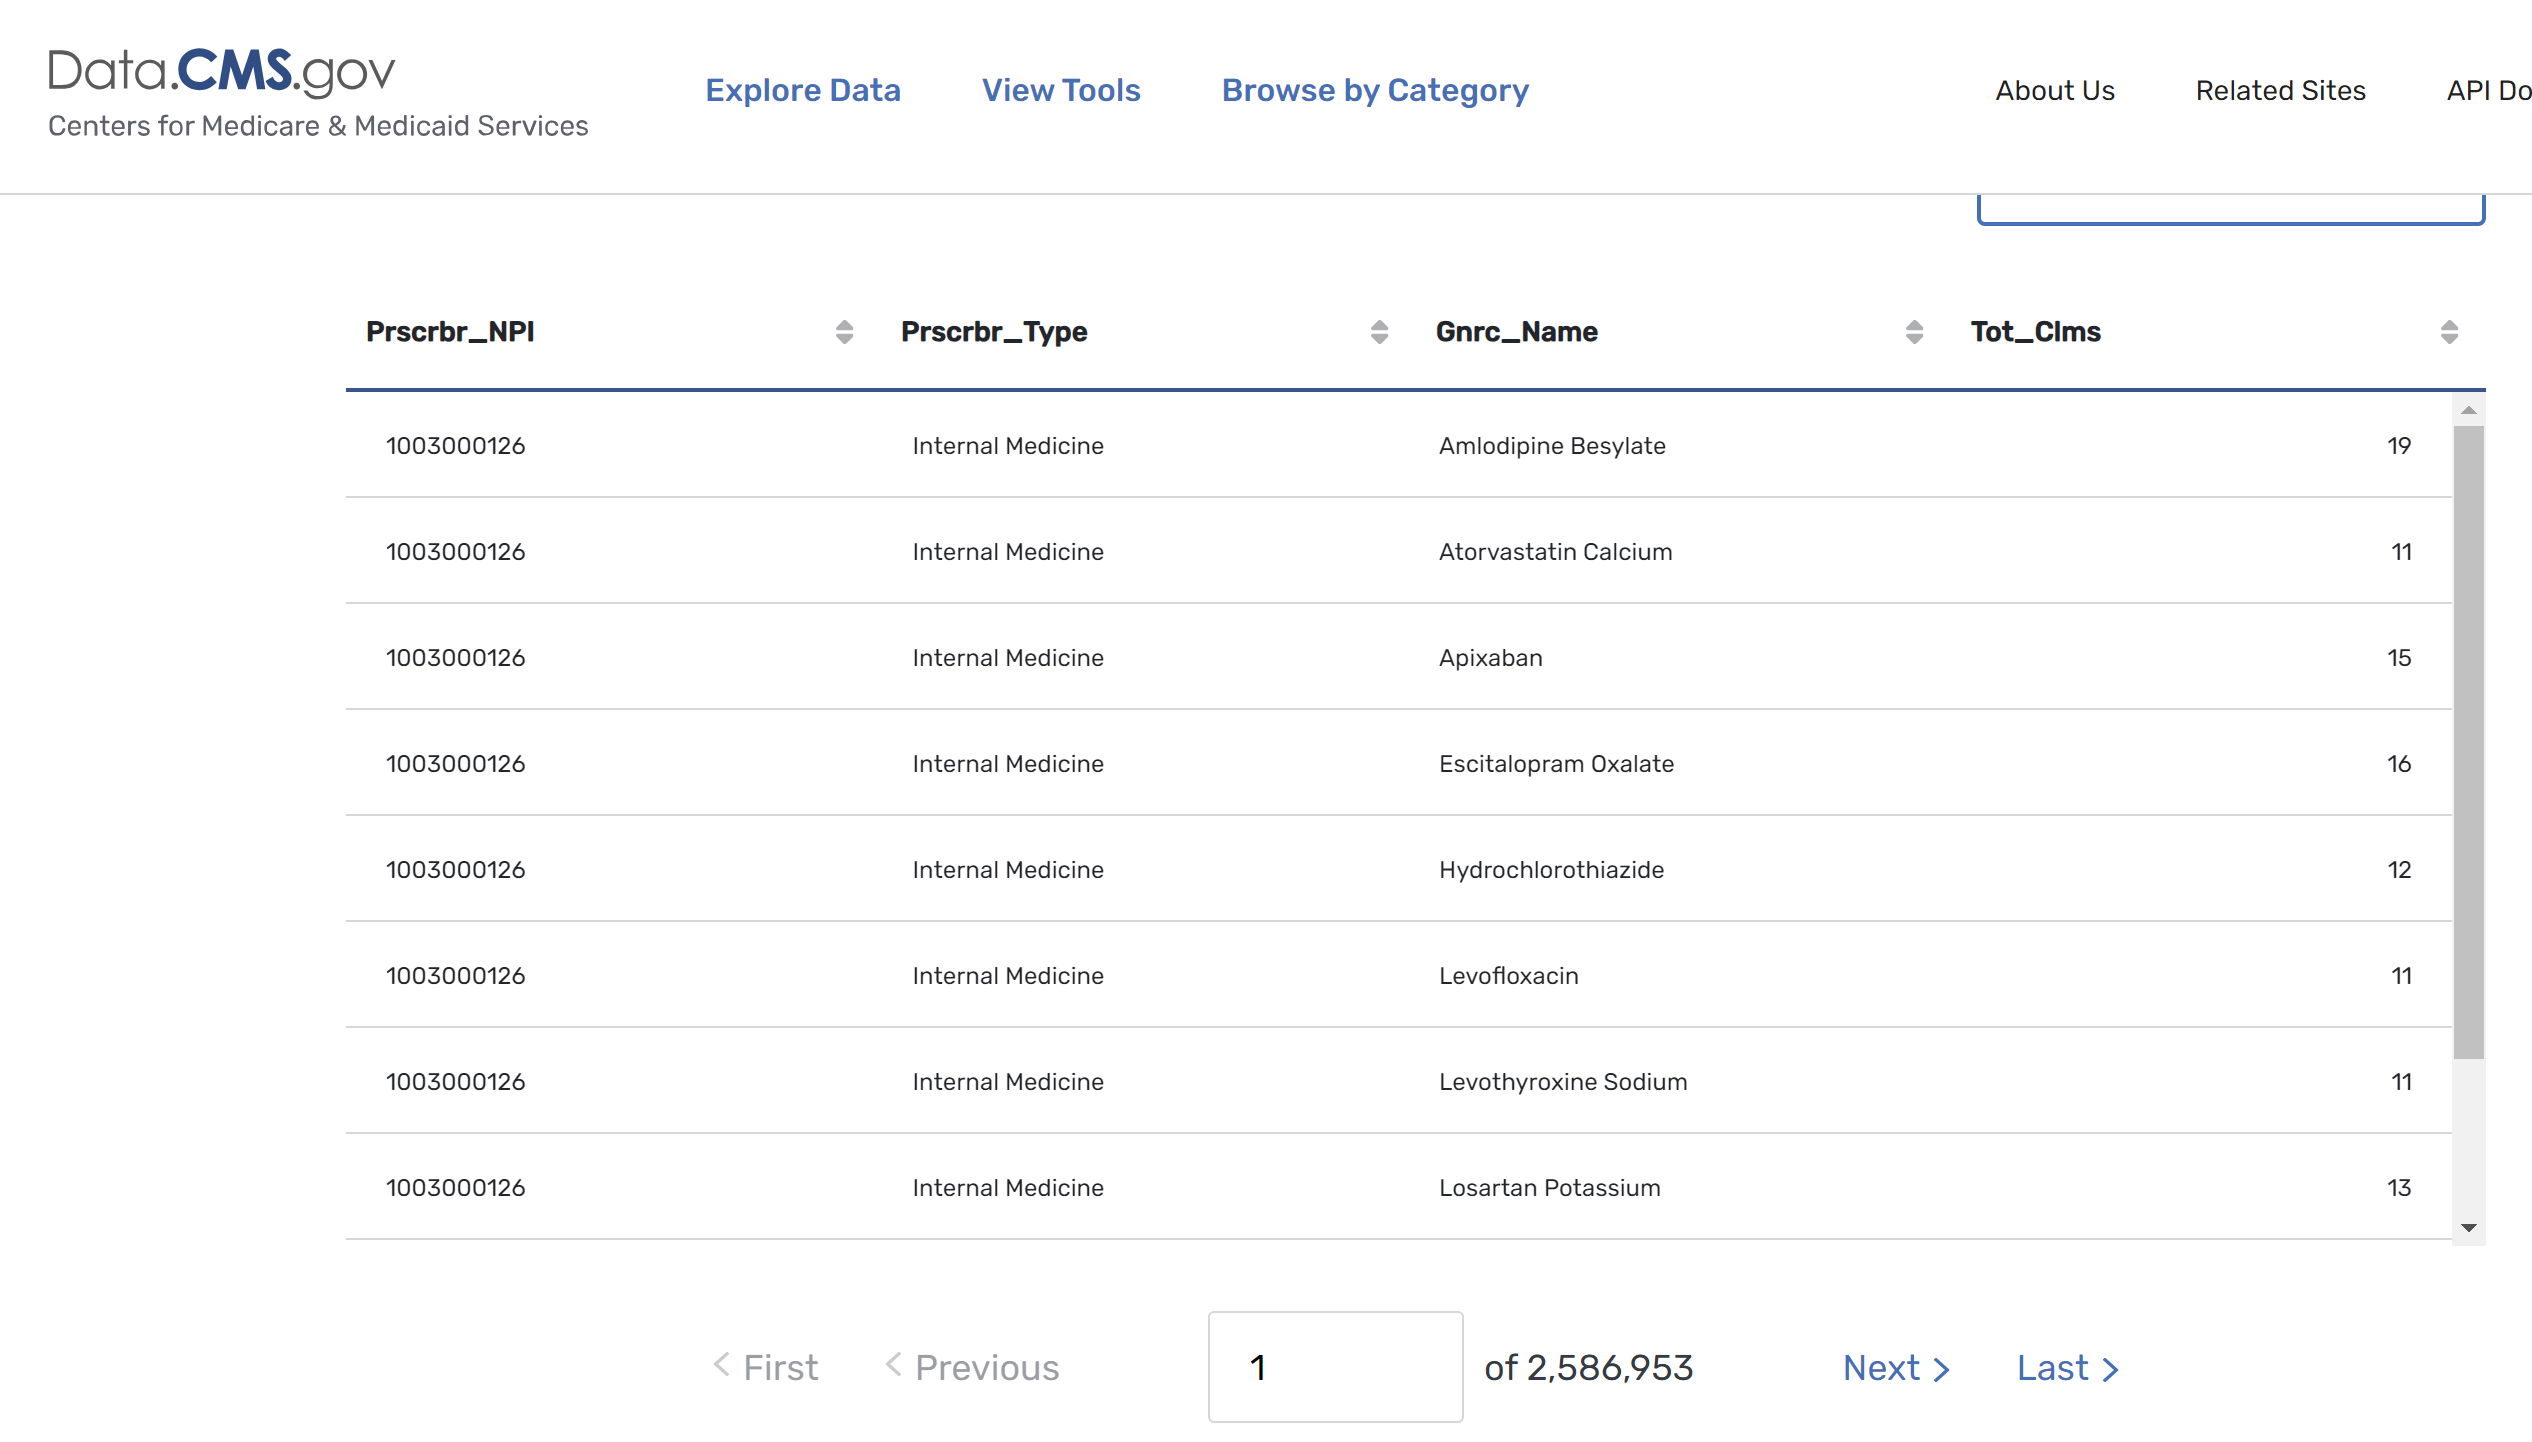 Data.CMS.gov
Centers for Medicare & Medicaid Services
Explore Data View Tools Browse by Category About Us Related Sites API Do
Prscrbr_NPI Prscrbr_Type Gnrc_Name Tot_Clms
1003000126 Internal Medicine Amlodipine Besylate 19
1003000126 Internal Medicine Atorvastatin Calcium 11
1003000126 Internal Medicine Apixaban 15
1003000126 Internal Medicine Escitalopram Oxalate 16
1003000126 Internal Medicine Hydrochlorothiazide 12
1003000126 Internal Medicine Levofloxacin 11
1003000126 Internal Medicine Levothyroxine Sodium 11
1003000126 Internal Medicine Losartan Potassium 13
First Previous 1 of 2,586,953 Next Last